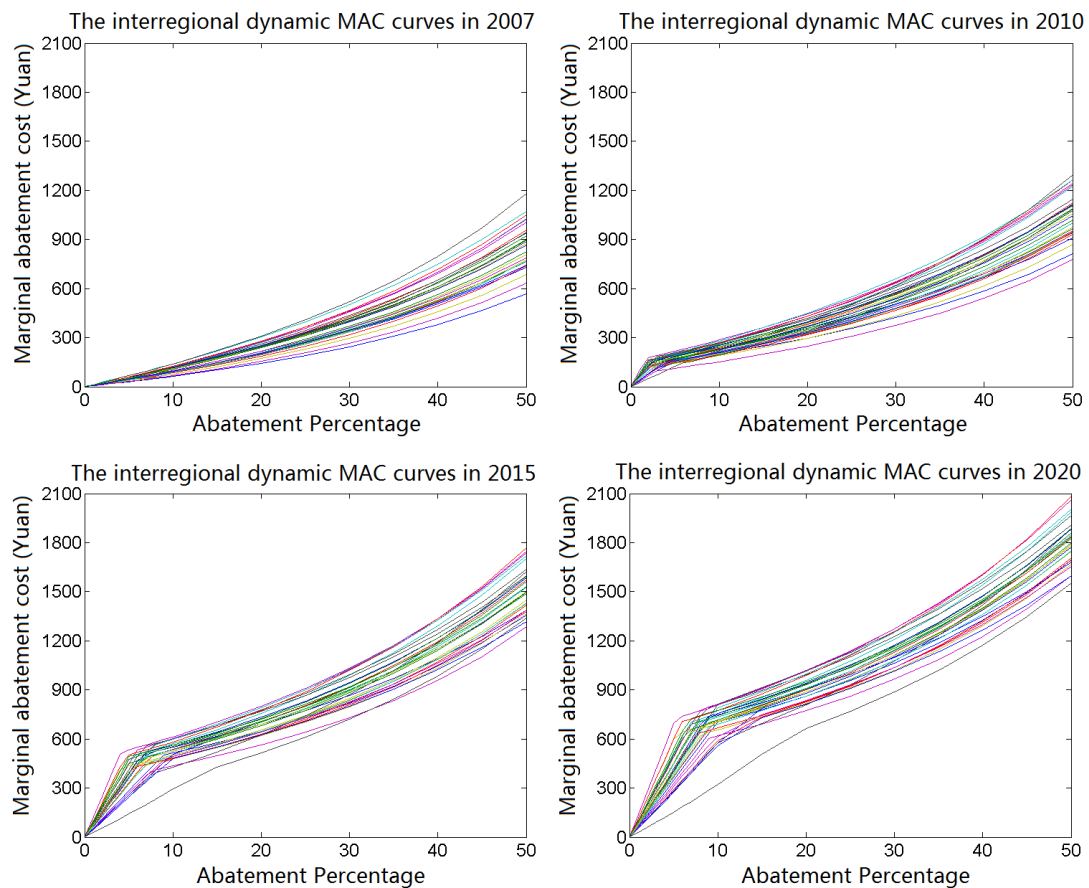 The interregional dynamic MAC curves in 2007
2100
1800
1500
1200
900
600
300
0
Marginal abatement cost (Yuan)
0 10 20 30 40 50
Abatement Percentage
The interregional dynamic MAC curves in 2010
2100
1800
1500
1200
900
600
300
0
Marginal abatement cost (Yuan)
0 10 20 30 40 50
Abatement Percentage
The interregional dynamic MAC curves in 2015
2100
1800
1500
1200
900
600
300
0
Marginal abatement cost (Yuan)
0 10 20 30 40 50
Abatement Percentage
The interregional dynamic MAC curves in 2020
2100
1800
1500
1200
900
600
300
0
Marginal abatement cost (Yuan)
0 10 20 30 40 50
Abatement Percentage